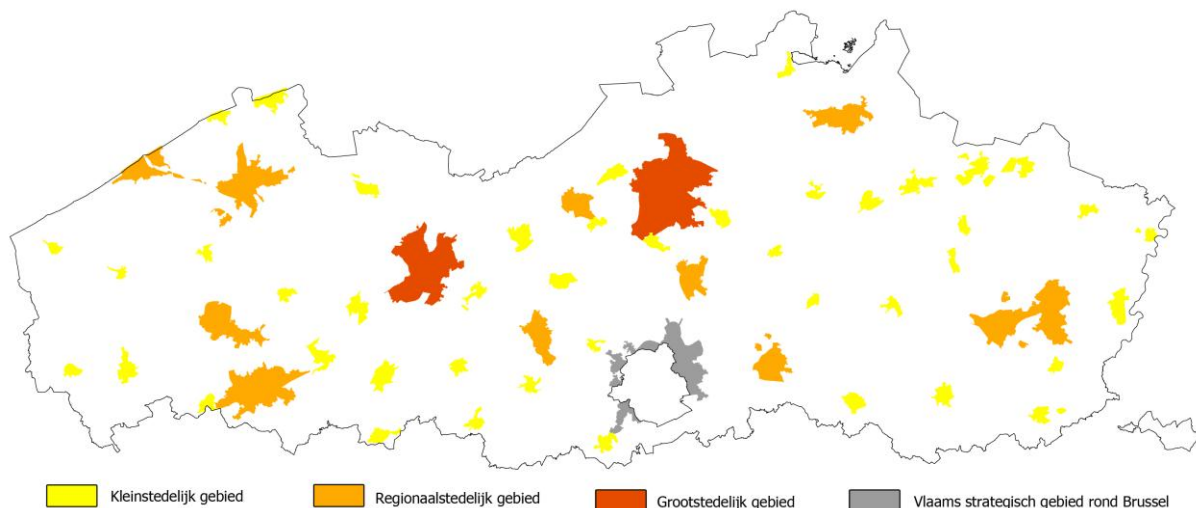 Kleinstedelijk gebied
Regionaalstedelijk gebied
Grootstedelijk gebied
Vlaams strategisch gebied rond Brussel